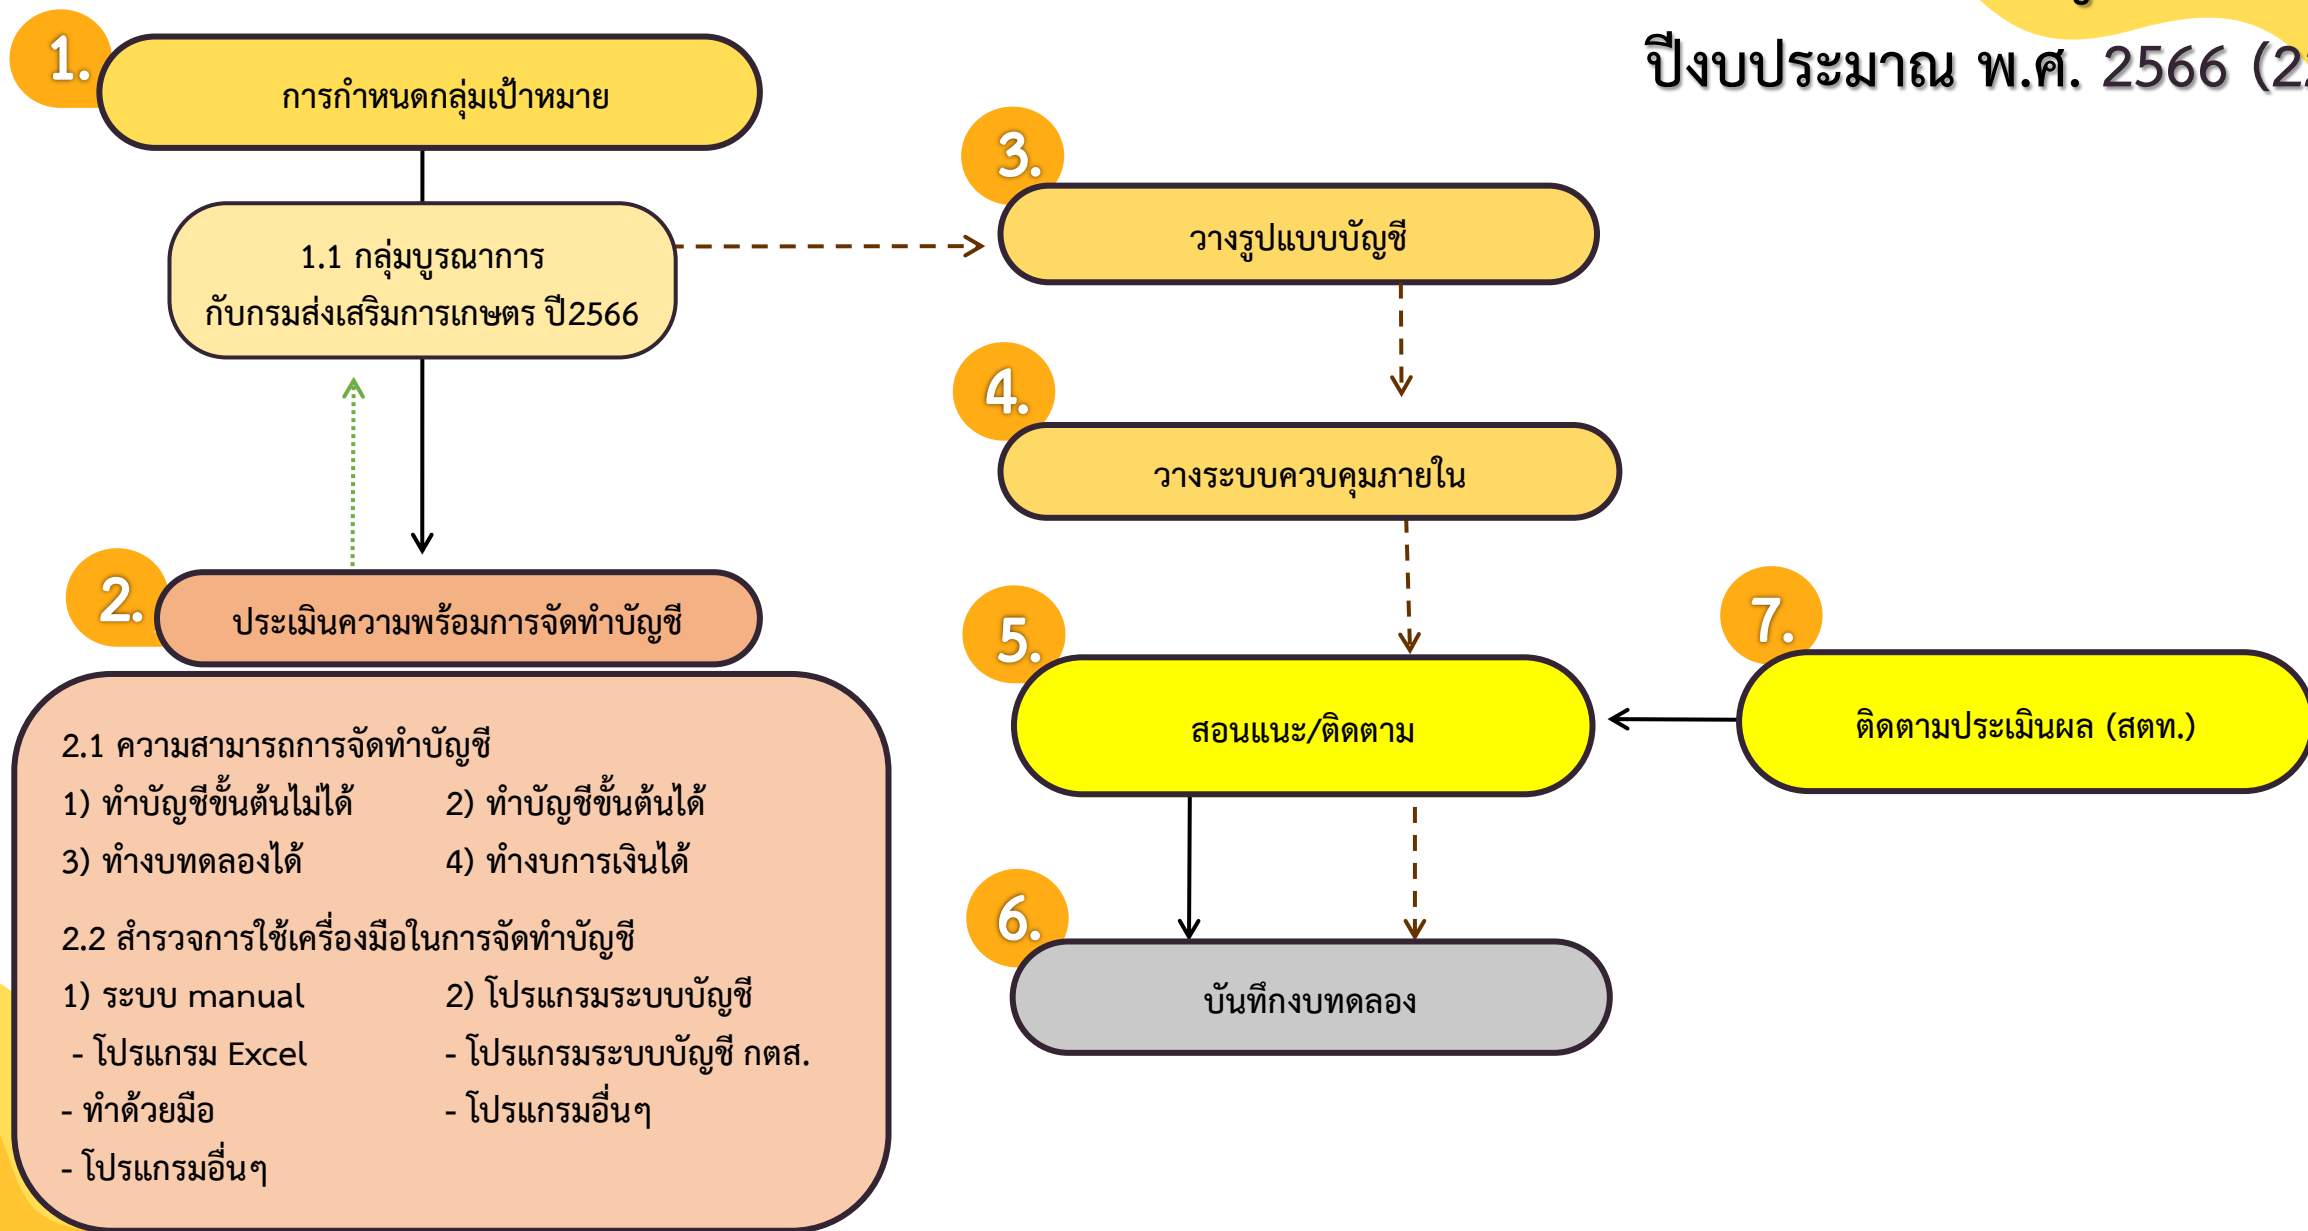 ปีงบประมาณ พ.ศ. 2566
1.
การกำหนดกลุ่มเป้าหมาย
1.1 กลุ่มบูรณาการ
กับกรมส่งเสริมการเกษตร ปี2566
2.
ประเมินความพร้อมการจัดทำบัญชี
2.1 ความสามารถการจัดทำบัญชี
1) ทำบัญชีขั้นต้นไม่ได้ 2) ทำบัญชีขั้นต้นได้
3) ทำงบทดลองได้ 4) ทำงบการเงินได้
2.2 สำรวจการใช้เครื่องมือในการจัดทำบัญชี
1) ระบบ manual 2) โปรแกรมระบบบัญชี
- โปรแกรม Excel - โปรแกรมระบบบัญชี กตส.
- ทำด้วยมือ - โปรแกรมอื่นๆ
- โปรแกรมอื่นๆ
3.
วางรูปแบบบัญชี
4.
วางระบบควบคุมภายใน
5.
สอนแนะ/ติดตาม
6.
บันทึกงบทดลอง
7.
ติดตามประเมินผล (สตท.)